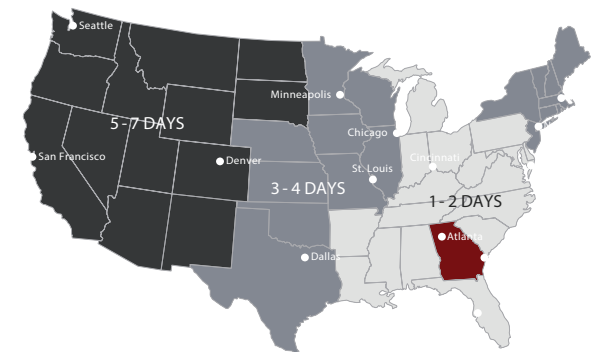 Seattle
Minneapolis
5 - 7 DAYS
Chicago
San Francisco
Denver
Cincinnati
St. Louis
3 - 4 DAYS
1 - 2 DAYS
Atlanta
Dallas